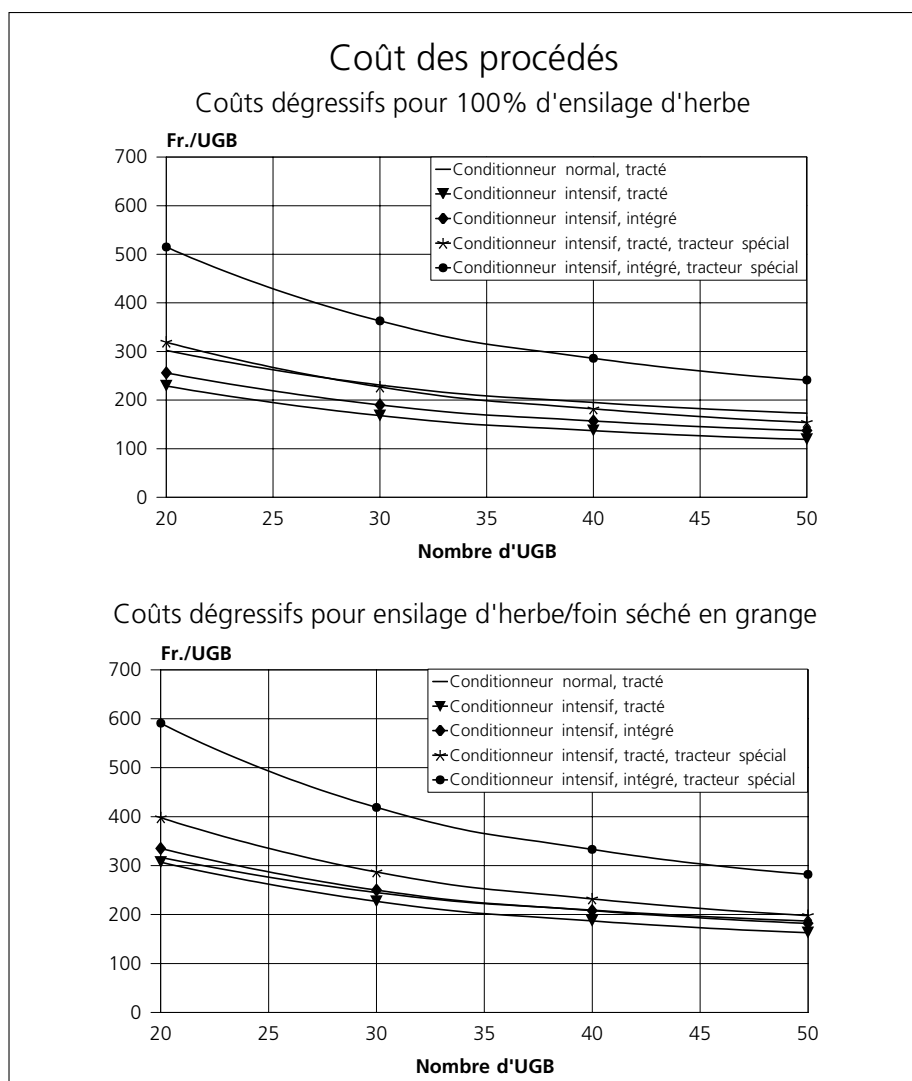 Coût des procédés
Coûts dégressifs pour 100% d'ensilage d'herbe
Fr./UGB
700
600
500
400
300
200
100
0
Conditionneur normal, tracté
Conditionneur intensif, tracté
Conditionneur intensif, intégré
Conditionneur intensif, tracté, tracteur spécial
Conditionneur intensif, intégré, tracteur spécial
20 25 30 35 40 45 50
Nombre d'UGB
Coûts dégressifs pour ensilage d'herbe/foin séché en grange
Fr./UGB
700
600
500
400
300
200
100
0
Conditionneur normal, tracté
Conditionneur intensif, tracté
Conditionneur intensif, intégré
Conditionneur intensif, tracté, tracteur spécial
Conditionneur intensif, intégré, tracteur spécial
20 25 30 35 40 45 50
Nombre d'UGB